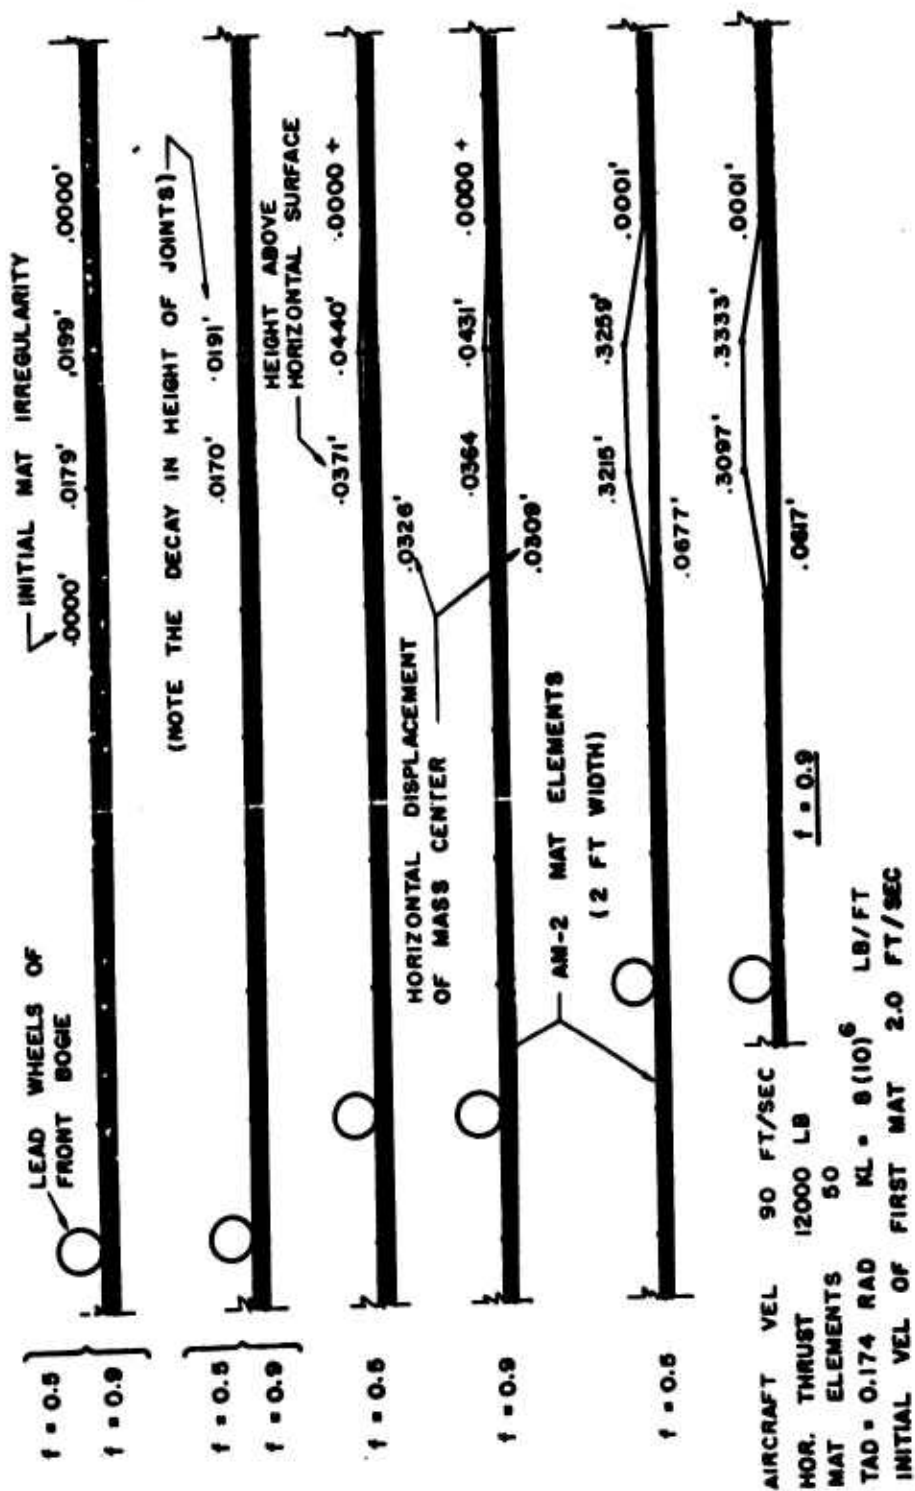 INITIAL MAT IRREGULARITY
.0000' .0179' .0199' .0000'
LEAD WHEELS OF
FRONT BOGIE
f = 0.5
f = 0.9
(NOTE THE DECAY IN HEIGHT OF JOINTS)
.0170' .0191'
f = 0.5
f = 0.9
HEIGHT ABOVE
HORIZONTAL SURFACE
.0371' .0440' .0000 +
.0326'
f = 0.5
HORIZONTAL DISPLACEMENT
OF MASS CENTER
.0364 .0431' .0000 +
.0309'
f = 0.9
AM-2 MAT ELEMENTS
(2 FT WIDTH)
.3215' .3259' .0001'
.0677'
f = 0.5
.3097' .3333' .0001'
.0617'
f = 0.9
AIRCRAFT VEL 90 FT/SEC
HOR. THRUST 12000 LB
MAT ELEMENTS 50
TAD = 0.174 RAD KL = 8(10)⁶ LB/FT
INITIAL VEL OF FIRST MAT 2.0 FT/SEC